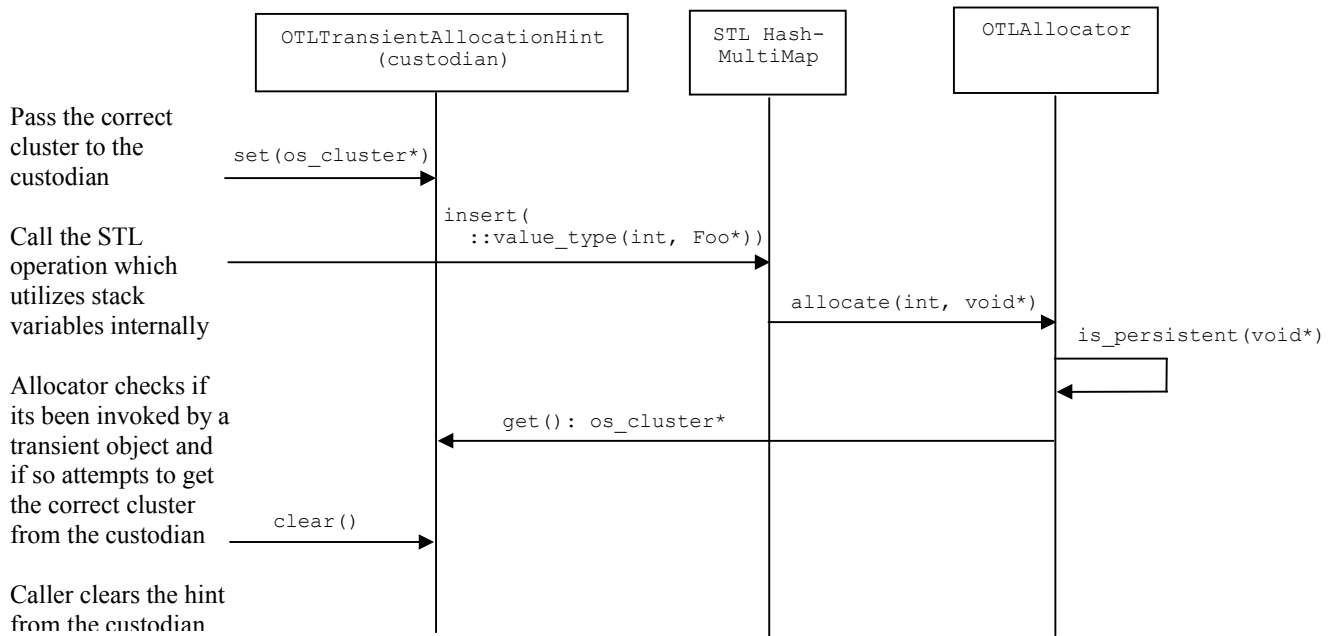 OTLTransientAllocationHint
(custodian)
STL Hash-
MultiMap
OTLAllocator
Pass the correct
cluster to the
custodian
set(os_cluster*)
insert(
::value_type(int, Foo*))
Call the STL
operation which
utilizes stack
variables internally
allocate(int, void*)
is_persistent(void*)
Allocator checks if
its been invoked by a
transient object and
if so attempts to get
the correct cluster
from the custodian
get(): os_cluster*
clear()
Caller clears the hint
from the custodian